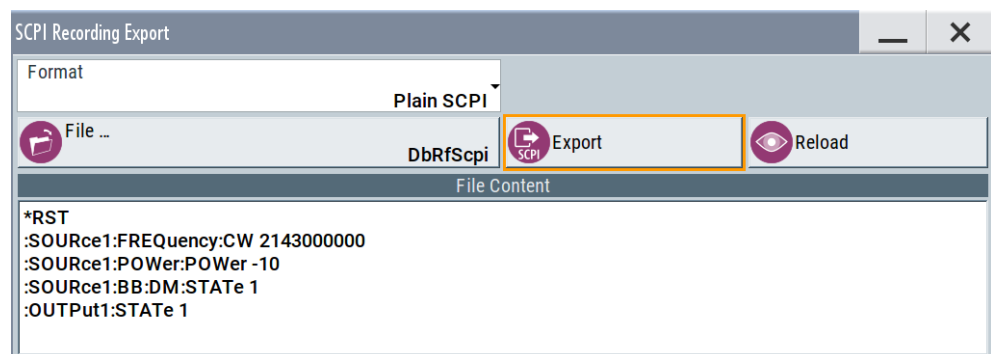 SCPI Recording Export
Format
Plain SCPI
File ...
DbRfScpi
SCPI
Export
Reload
File Content
*RST
:SOURce1:FREQuency:CW 2143000000
:SOURce1:POWer:POWer -10
:SOURce1:BB:DM:STATe 1
:OUTPut1:STATe 1